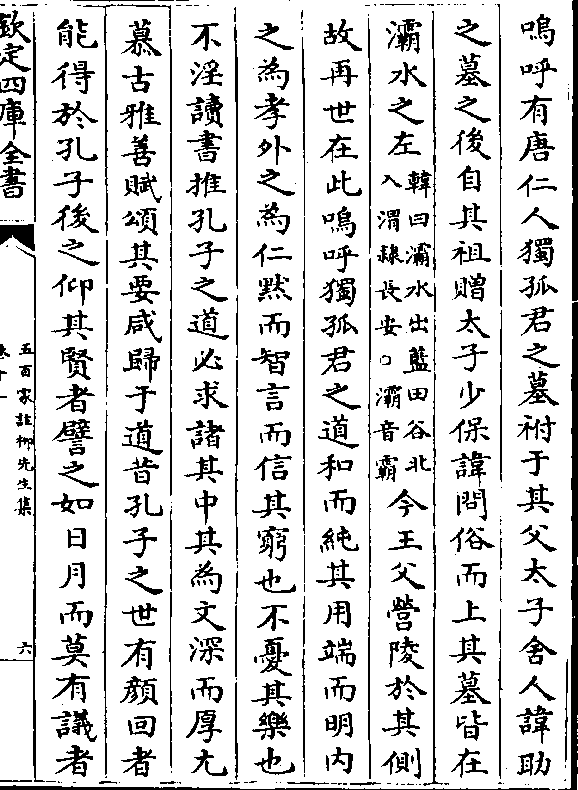 嗚呼有唐仁人獨孤君之墓祔于其父太子舍人諱助
之墓之後自其祖贈太子少保諱問俗而上其墓皆在
灞水之左韓曰灞水出藍田谷北入渭隸長安○灞音霸今王父營陵於其側
故再世在此嗚呼獨孤君之道和而純其用端而明内
之為孝外之為仁默而智言而信其窮也不憂其樂也
不淫讀書推孔子之道必求諸其中其為文深而厚尤
慕古雅善賦頌其要咸歸于道昔孔子之世有顔回者
能得於孔子後之仰其賢者譬之如日月而莫有議者
欽定四庫全書
五百家註柳先生集
六